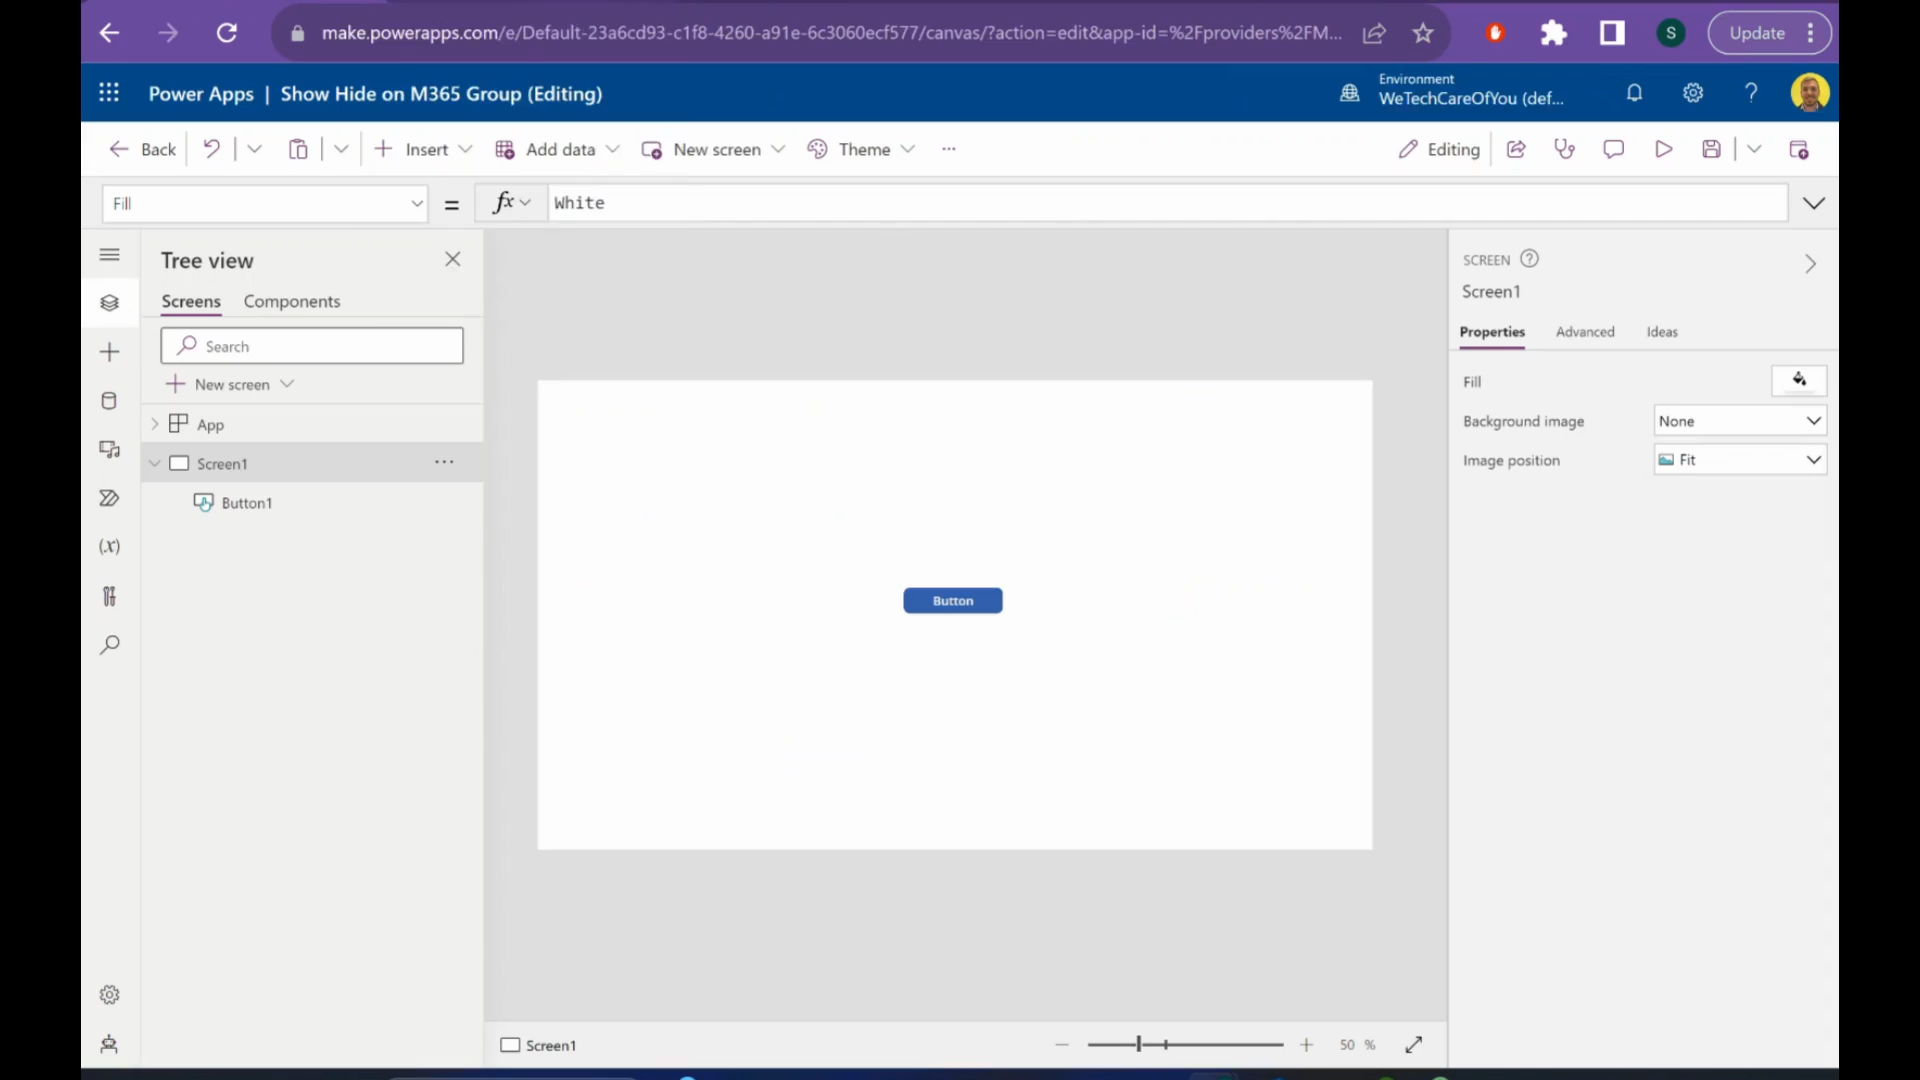 make.powerapps.com/e/Default-23a6cd93-c1f8-4260-a91e-6c3060ecf577/canvas/?action=edit&app-id=%2Fproviders%2FM...
S
Update
Power Apps | Show Hide on M365 Group (Editing)
Environment
WeTechCareOfYou (def...
?
Back
Insert
Add data
New screen
Theme
...
Editing
Fill
=
fx
White
Tree view
Screens
Components
Search
New screen
App
Screen1
...
Button1
(x)
Button
SCREEN
Screen1
Properties
Advanced
Ideas
Fill
Background image
None
Image position
Fit
Screen1
50 %